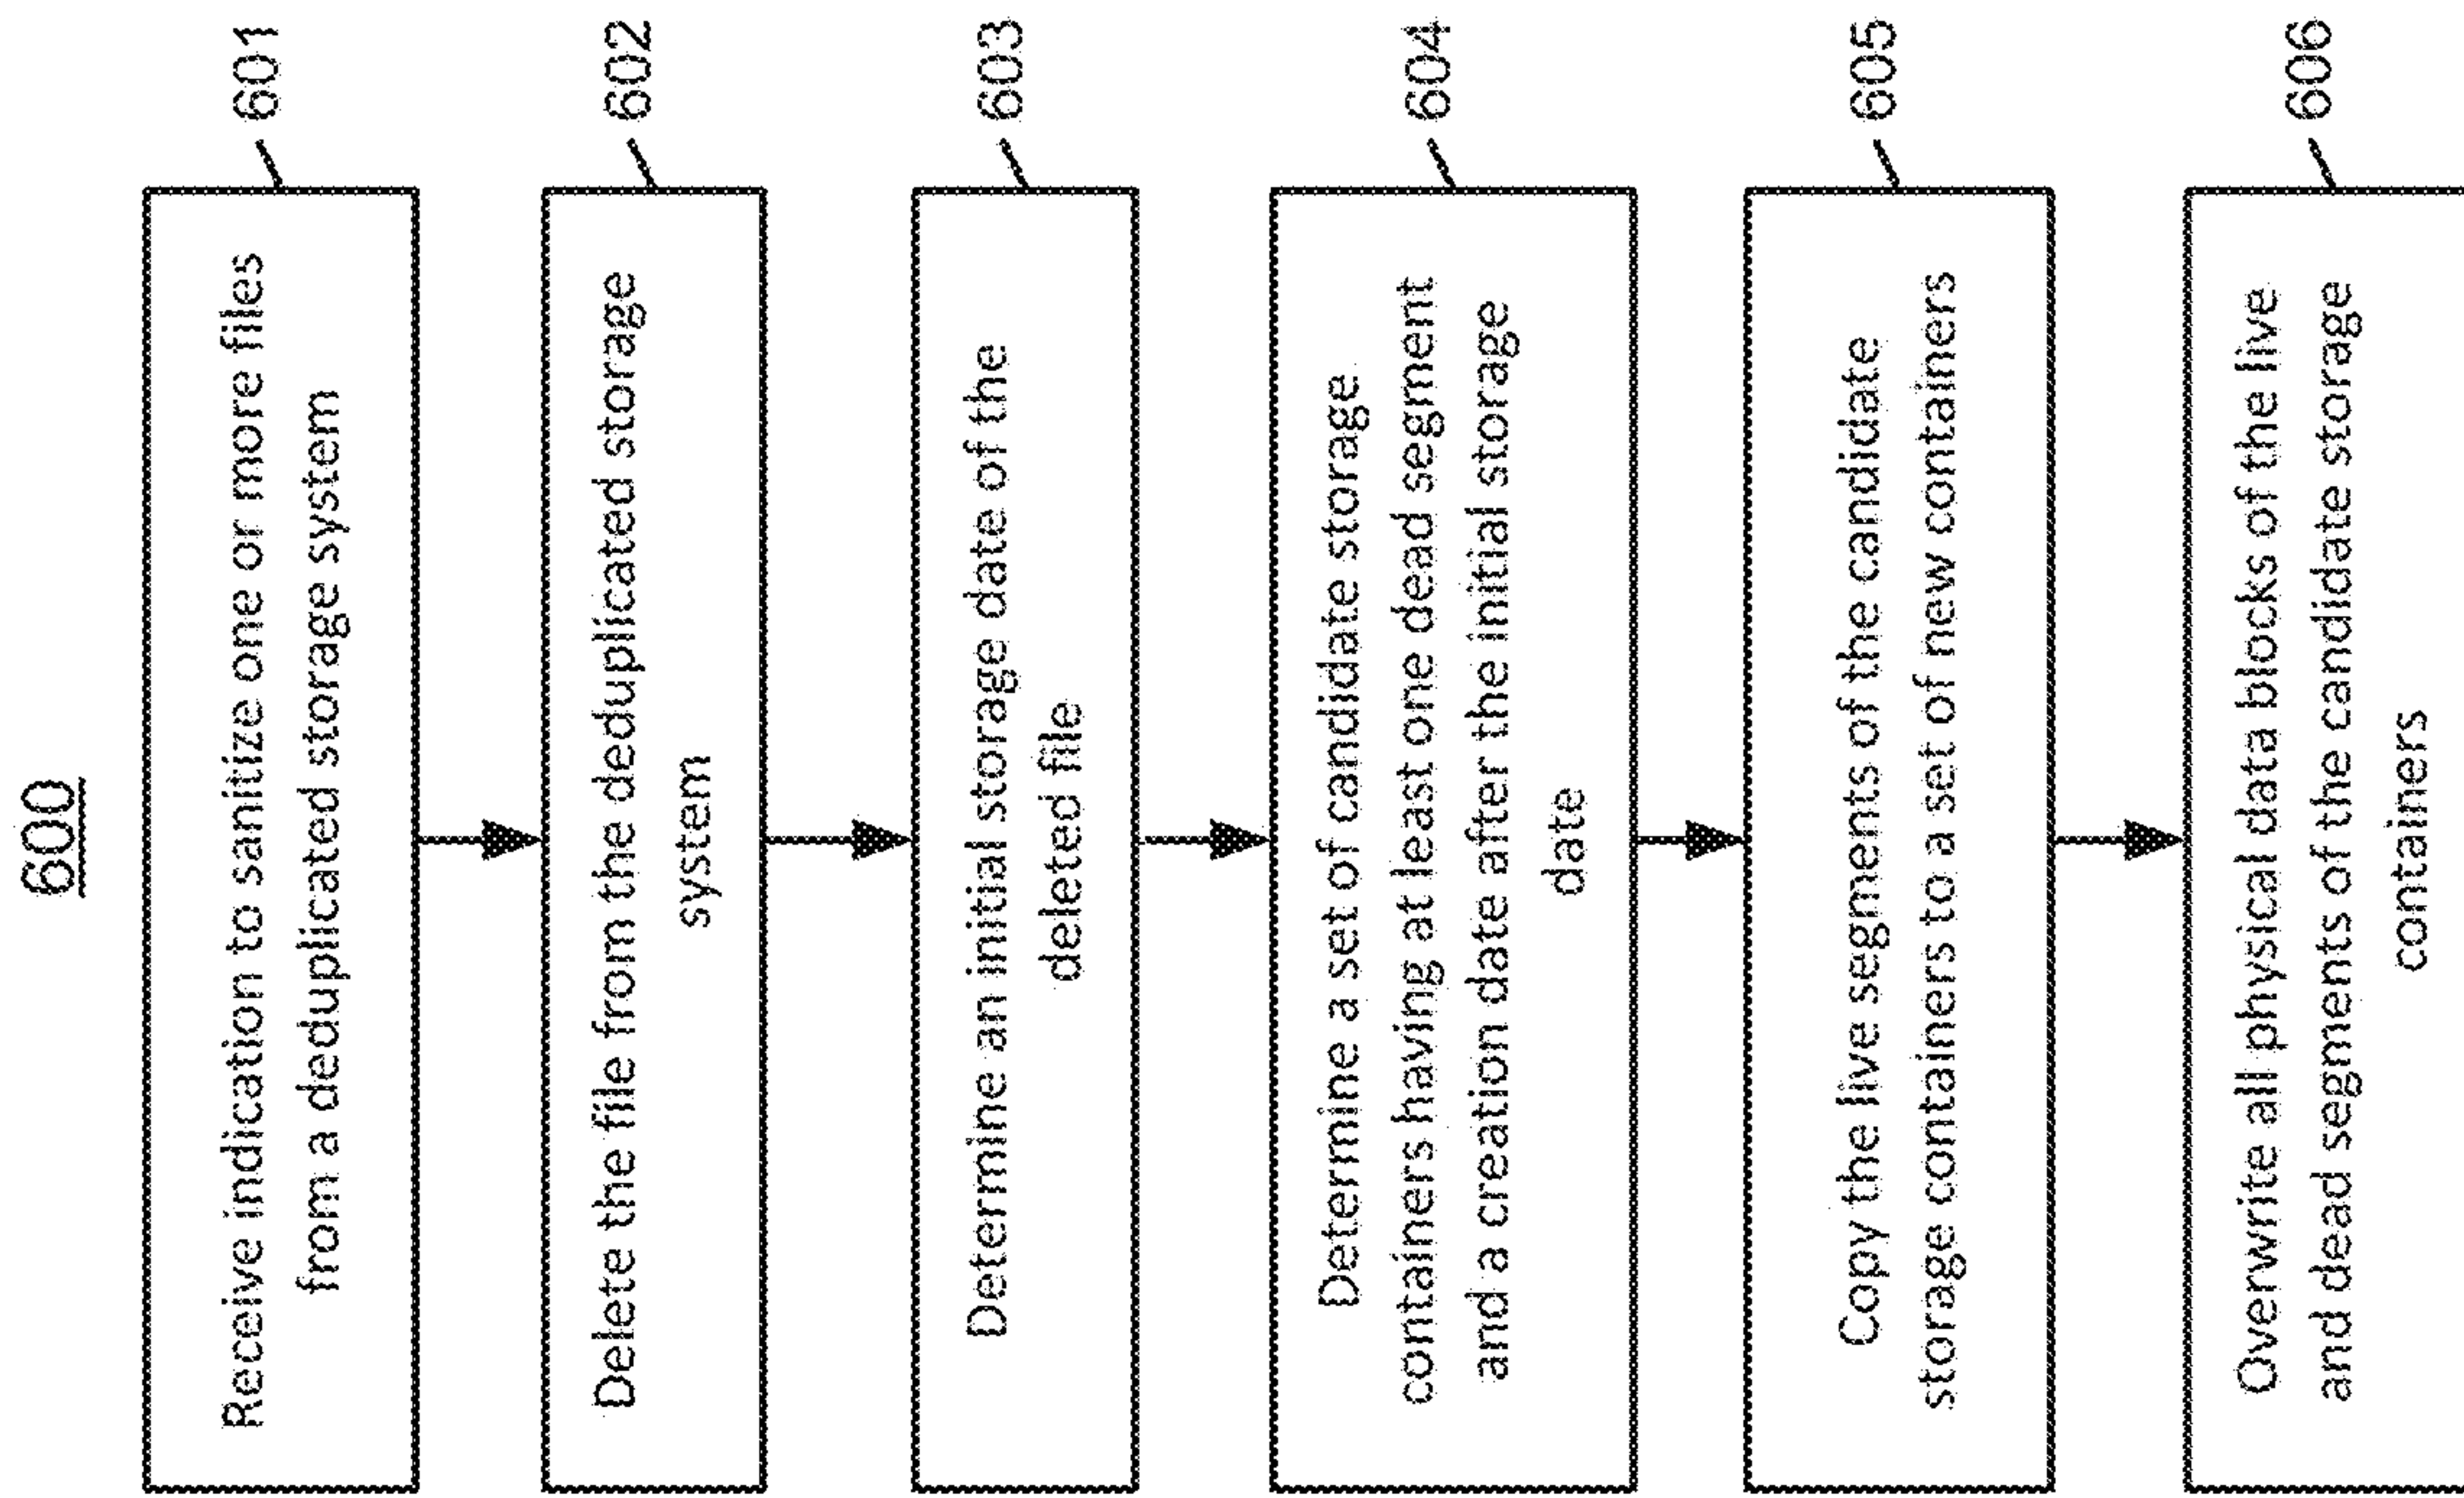 600
Receive indication to sanitize one or more files
from a deduplicated storage system
601
Delete the file from the deduplicated storage
system
602
Determine an initial storage date of the
deleted file
603
Determine a set of candidate storage
containers having at least one dead segment
and a creation date after the initial storage
date
604
Copy the live segments of the candidate
storage containers to a set of new containers
605
Overwrite all physical data blocks of the live
and dead segments of the candidate storage
containers
606